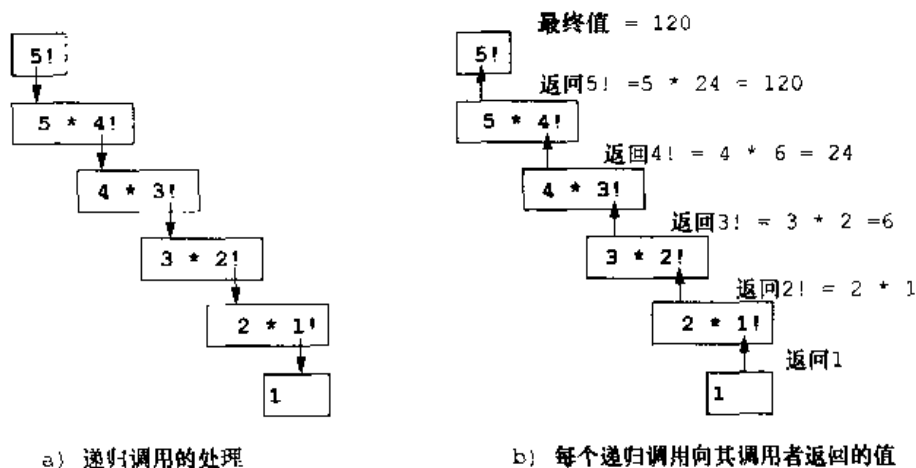 5!
5 * 4!
4 * 3!
3 * 2!
2 * 1!
1
a) 递归调用的处理
最终值 = 120
5!
返回5! =5 * 24 = 120
5 * 4!
返回4! = 4 * 6 = 24
4 * 3!
返回3! = 3 * 2 =6
3 * 2!
返回2! = 2 * 1
2 * 1!
返回1
1
b) 每个递归调用向其调用者返回的值